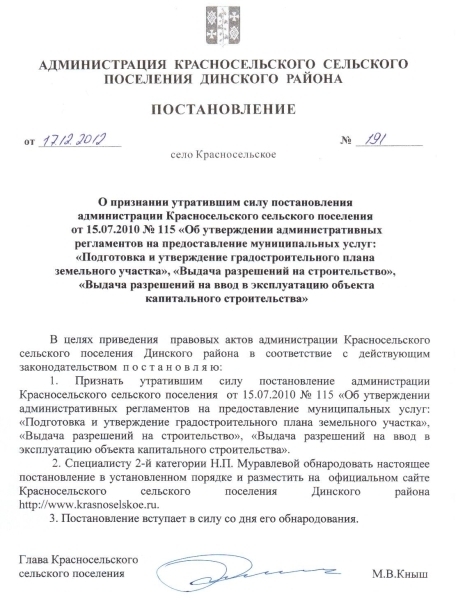 АДМИНИСТРАЦИЯ КРАСНОСЕЛЬСКОГО СЕЛЬСКОГО
ПОСЕЛЕНИЯ ДИНСКОГО РАЙОНА
ПОСТАНОВЛЕНИЕ
от 17.12.2012 № 191
село Красносельское
О признании утратившим силу постановления
администрации Красносельского сельского поселения
от 15.07.2010 № 115 «Об утверждении административных
регламентов на предоставление муниципальных услуг:
«Подготовка и утверждение градостроительного плана
земельного участка», «Выдача разрешений на строительство»,
«Выдача разрешений на ввод в эксплуатацию объекта
капитального строительства»
В целях приведения правовых актов администрации Красносельского
сельского поселения Динского района в соответствие с действующим
законодательством п о с т а н о в л я ю:
1. Признать утратившим силу постановление администрации
Красносельского сельского поселения от 15.07.2010 № 115 «Об утверждении
административных регламентов на предоставление муниципальных услуг:
«Подготовка и утверждение градостроительного плана земельного участка»,
«Выдача разрешений на строительство», «Выдача разрешений на ввод в
эксплуатацию объекта капитального строительства».
2. Специалисту 2-й категории Н.П. Муравлевой обнародовать настоящее
постановление в установленном порядке и разместить на официальном сайте
Красносельского сельского поселения Динского района
http://www.krasnoselskoe.ru.
3. Постановление вступает в силу со дня его обнародования.
Глава Красносельского
сельского поселения М.В.Кныш